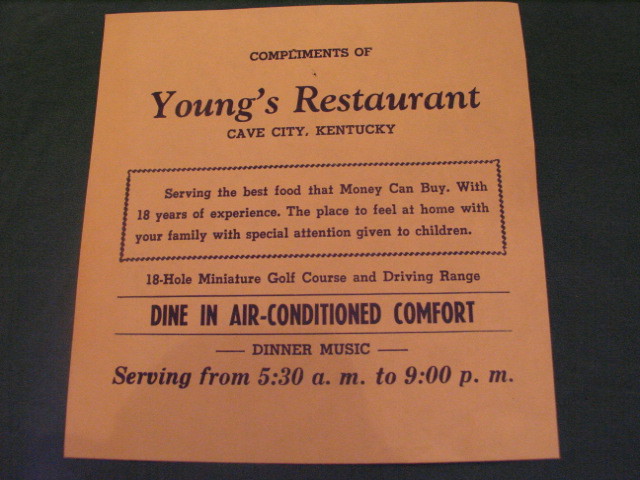 COMPLIMENTS OF
Young's Restaurant
CAVE CITY, KENTUCKY
Serving the best food that Money Can Buy. With
18 years of experience. The place to feel at home with
your family with special attention given to children.
18-Hole Miniature Golf Course and Driving Range
DINE IN AIR-CONDITIONED COMFORT
— DINNER MUSIC —
Serving from 5:30 a. m. to 9:00 p. m.